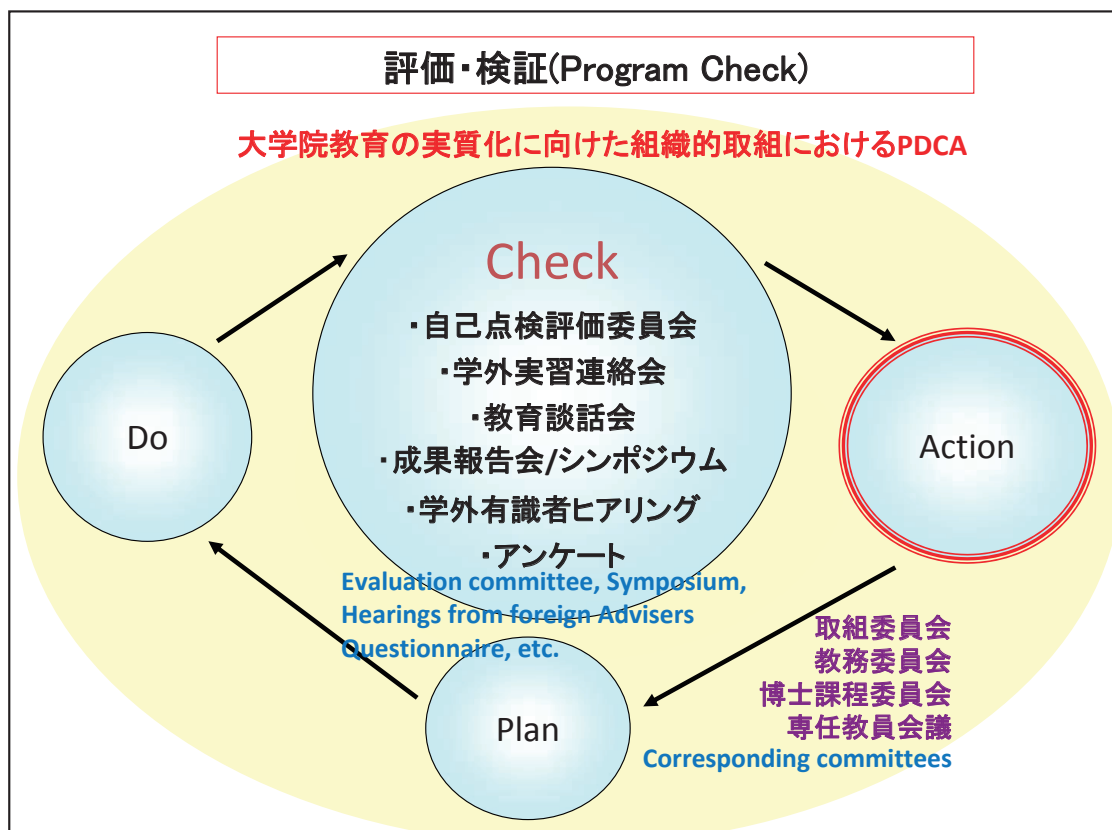 評価・検証(Program Check)
大学院教育の実質化に向けた組織的取組におけるPDCA
Check
・自己点検評価委員会
・学外実習連絡会
・教育談話会
・成果報告会/シンポジウム
・学外有識者ヒアリング
・アンケート
Evaluation committee, Symposium,
Hearings from foreign Advisers
Questionnaire, etc.
Do
Action
取組委員会
教務委員会
博士課程委員会
専任教員会議
Corresponding committees
Plan